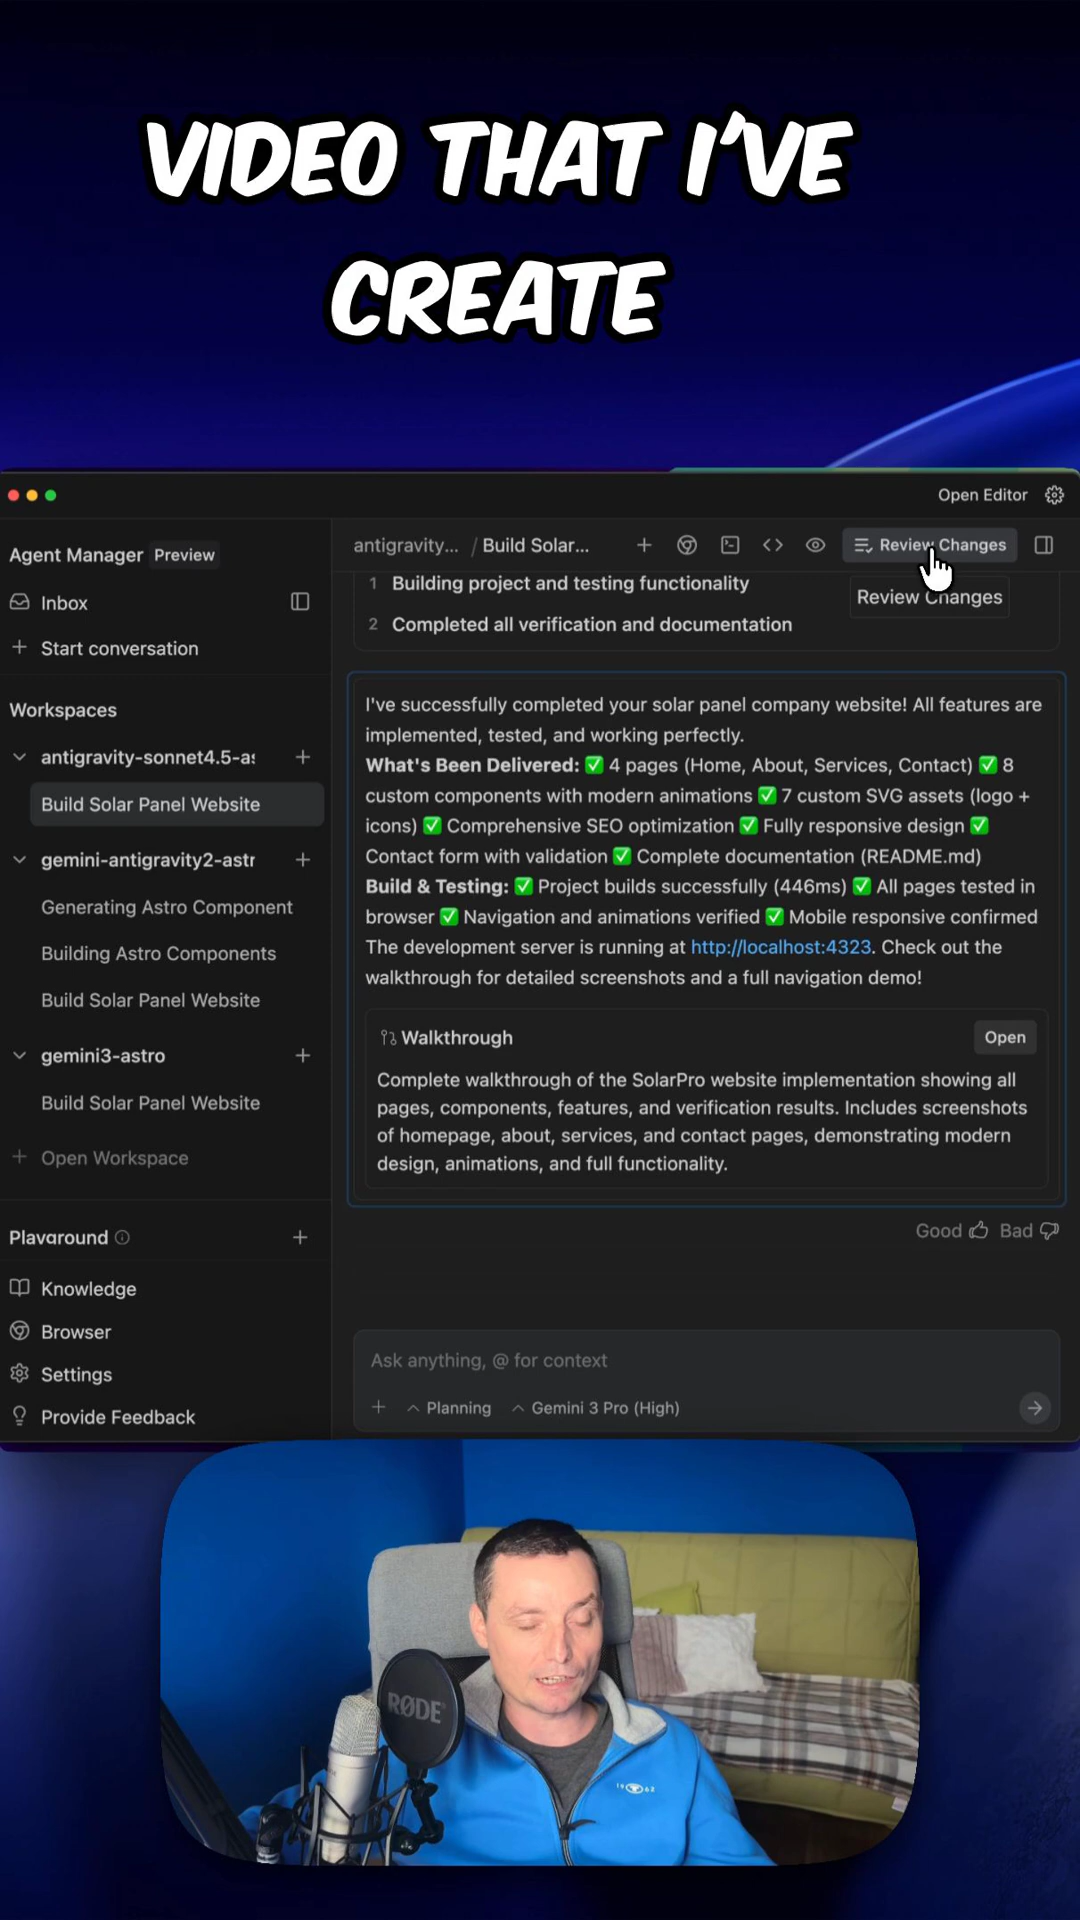 VIDEO THAT I'VE
CREATE
Open Editor
Agent Manager Preview
Inbox
Start conversation
Workspaces
antigravity-sonnet4.5-as
Build Solar Panel Website
gemini-antigravity2-astr
Generating Astro Component
Building Astro Components
Build Solar Panel Website
gemini3-astro
Build Solar Panel Website
Open Workspace
Playground
Knowledge
Browser
Settings
Provide Feedback
antigravity... / Build Solar...
Review Changes
1 Building project and testing functionality
Review Changes
2 Completed all verification and documentation
I've successfully completed your solar panel company website! All features are
implemented, tested, and working perfectly.
What's Been Delivered: ✅ 4 pages (Home, About, Services, Contact) ✅ 8
custom components with modern animations ✅ 7 custom SVG assets (logo +
icons) ✅ Comprehensive SEO optimization ✅ Fully responsive design ✅
Contact form with validation ✅ Complete documentation (README.md)
Build & Testing: ✅ Project builds successfully (446ms) ✅ All pages tested in
browser ✅ Navigation and animations verified ✅ Mobile responsive confirmed
The development server is running at http://localhost:4323. Check out the
walkthrough for detailed screenshots and a full navigation demo!
Walkthrough
Open
Complete walkthrough of the SolarPro website implementation showing all
pages, components, features, and verification results. Includes screenshots
of homepage, about, services, and contact pages, demonstrating modern
design, animations, and full functionality.
Good Bad
Ask anything, @ for context
Planning Gemini 3 Pro (High)
RØDE
1962